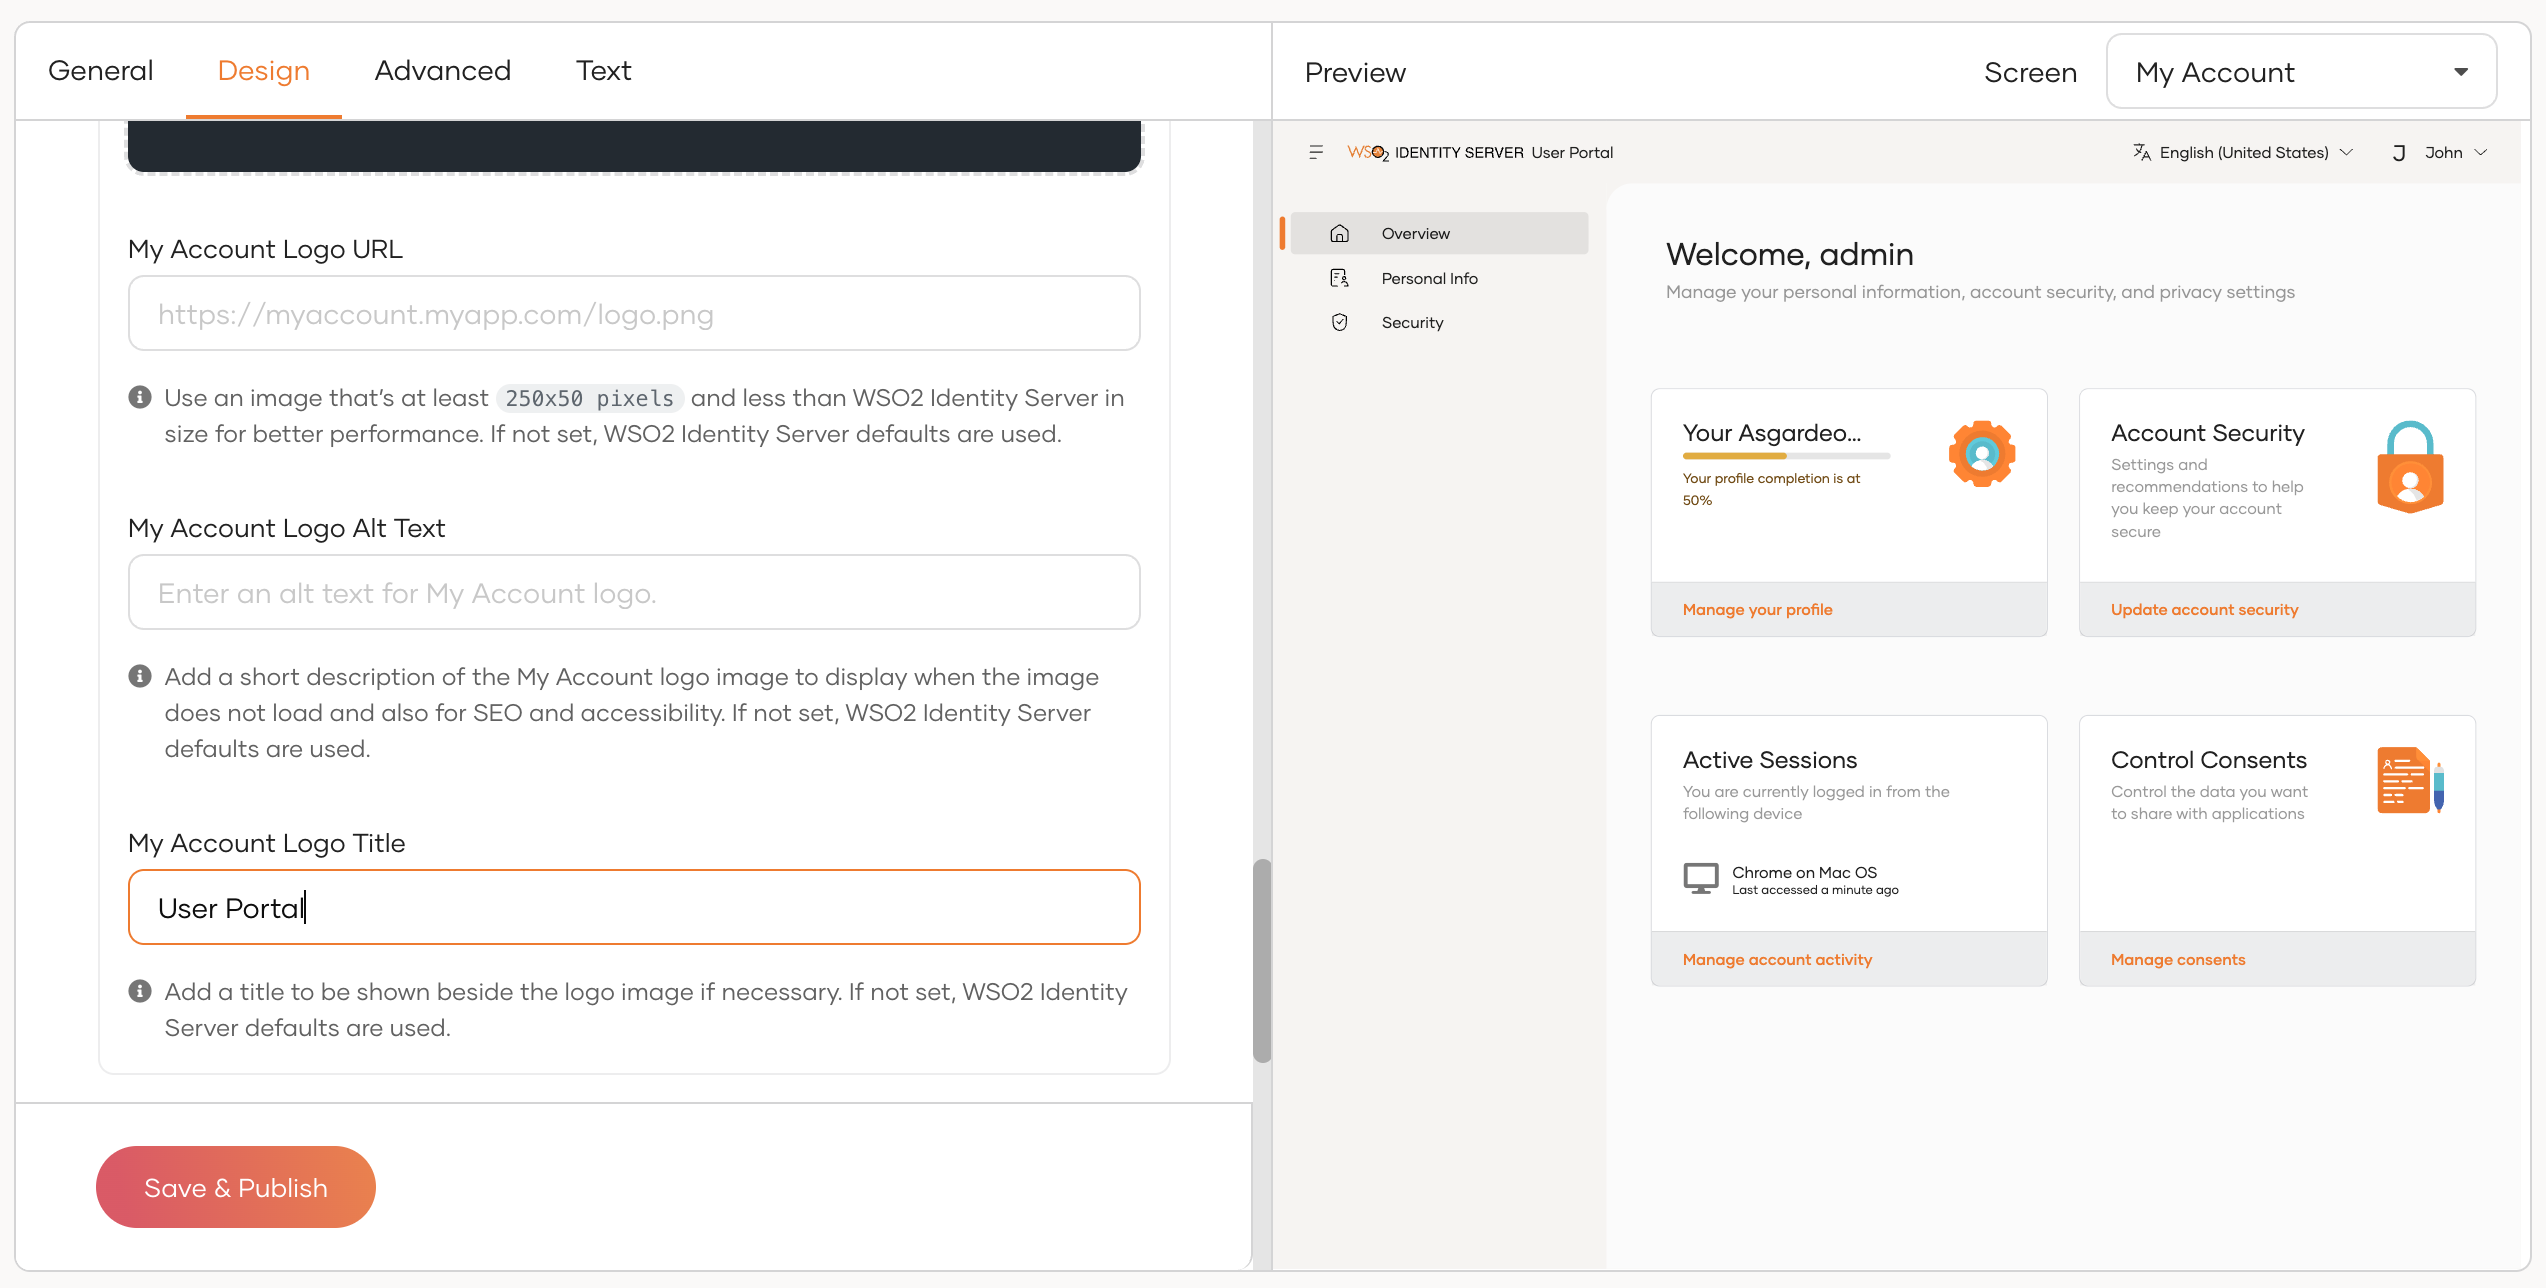 General
Design
Advanced
Text
My Account Logo URL
https://myaccount.myapp.com/logo.png
Use an image that's at least 250x50 pixels and less than WSO2 Identity Server in
size for better performance. If not set, WSO2 Identity Server defaults are used.
My Account Logo Alt Text
Enter an alt text for My Account logo.
Add a short description of the My Account logo image to display when the image
does not load and also for SEO and accessibility. If not set, WSO2 Identity Server
defaults are used.
My Account Logo Title
User Portal
Add a title to be shown beside the logo image if necessary. If not set, WSO2 Identity
Server defaults are used.
Save & Publish
Preview
Screen
My Account
WSO2 IDENTITY SERVER User Portal
English (United States)
J
John
Overview
Personal Info
Security
Welcome, admin
Manage your personal information, account security, and privacy settings
Your Asgardeo...
Your profile completion is at
50%
Manage your profile
Account Security
Settings and
recommendations to help
you keep your account
secure
Update account security
Active Sessions
You are currently logged in from the
following device
Chrome on Mac OS
Last accessed a minute ago
Manage account activity
Control Consents
Control the data you want
to share with applications
Manage consents